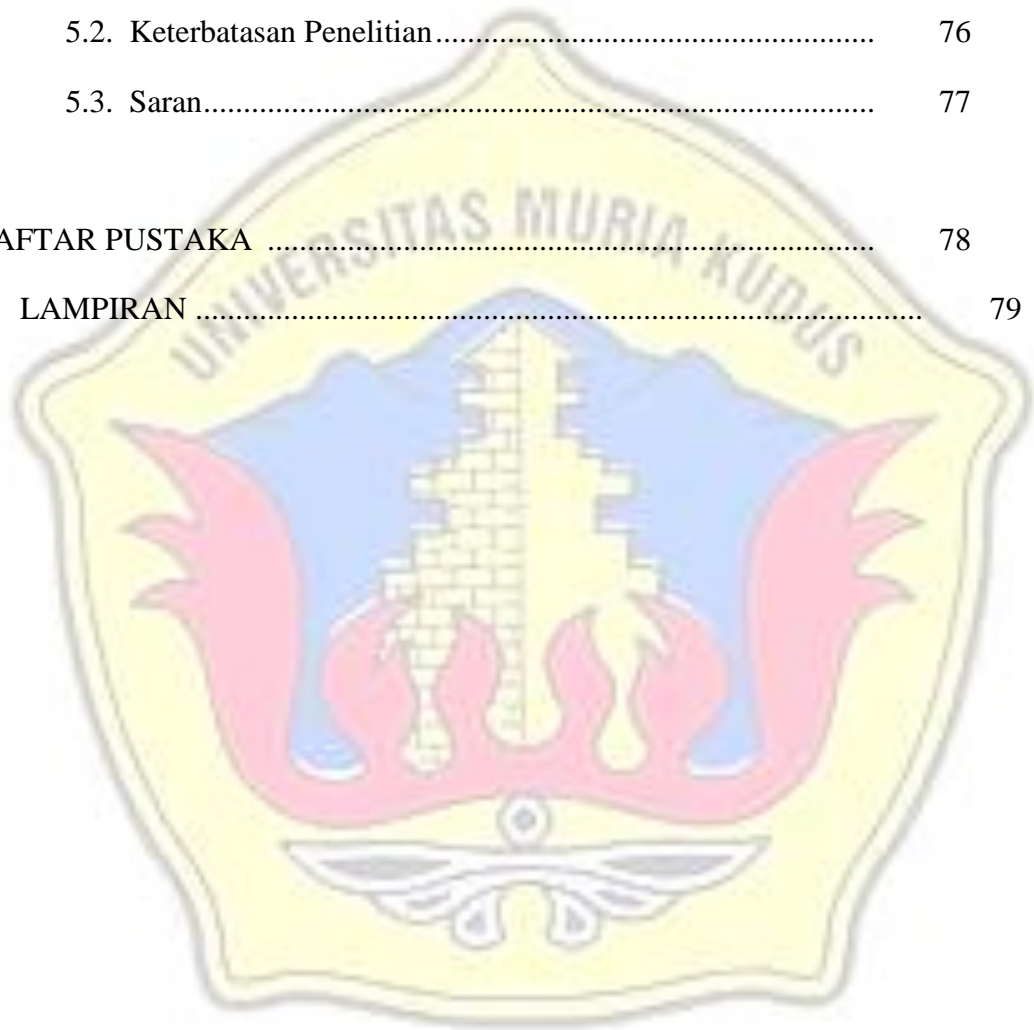 5.2. Keterbatasan Penelitian.......................................................... 76
5.3. Saran......................................................................................... 77
UNIVERSITAS MURIA KUDUS
AFTAR PUSTAKA ................................................................................ 78
LAMPIRAN ................................................................................................ 79